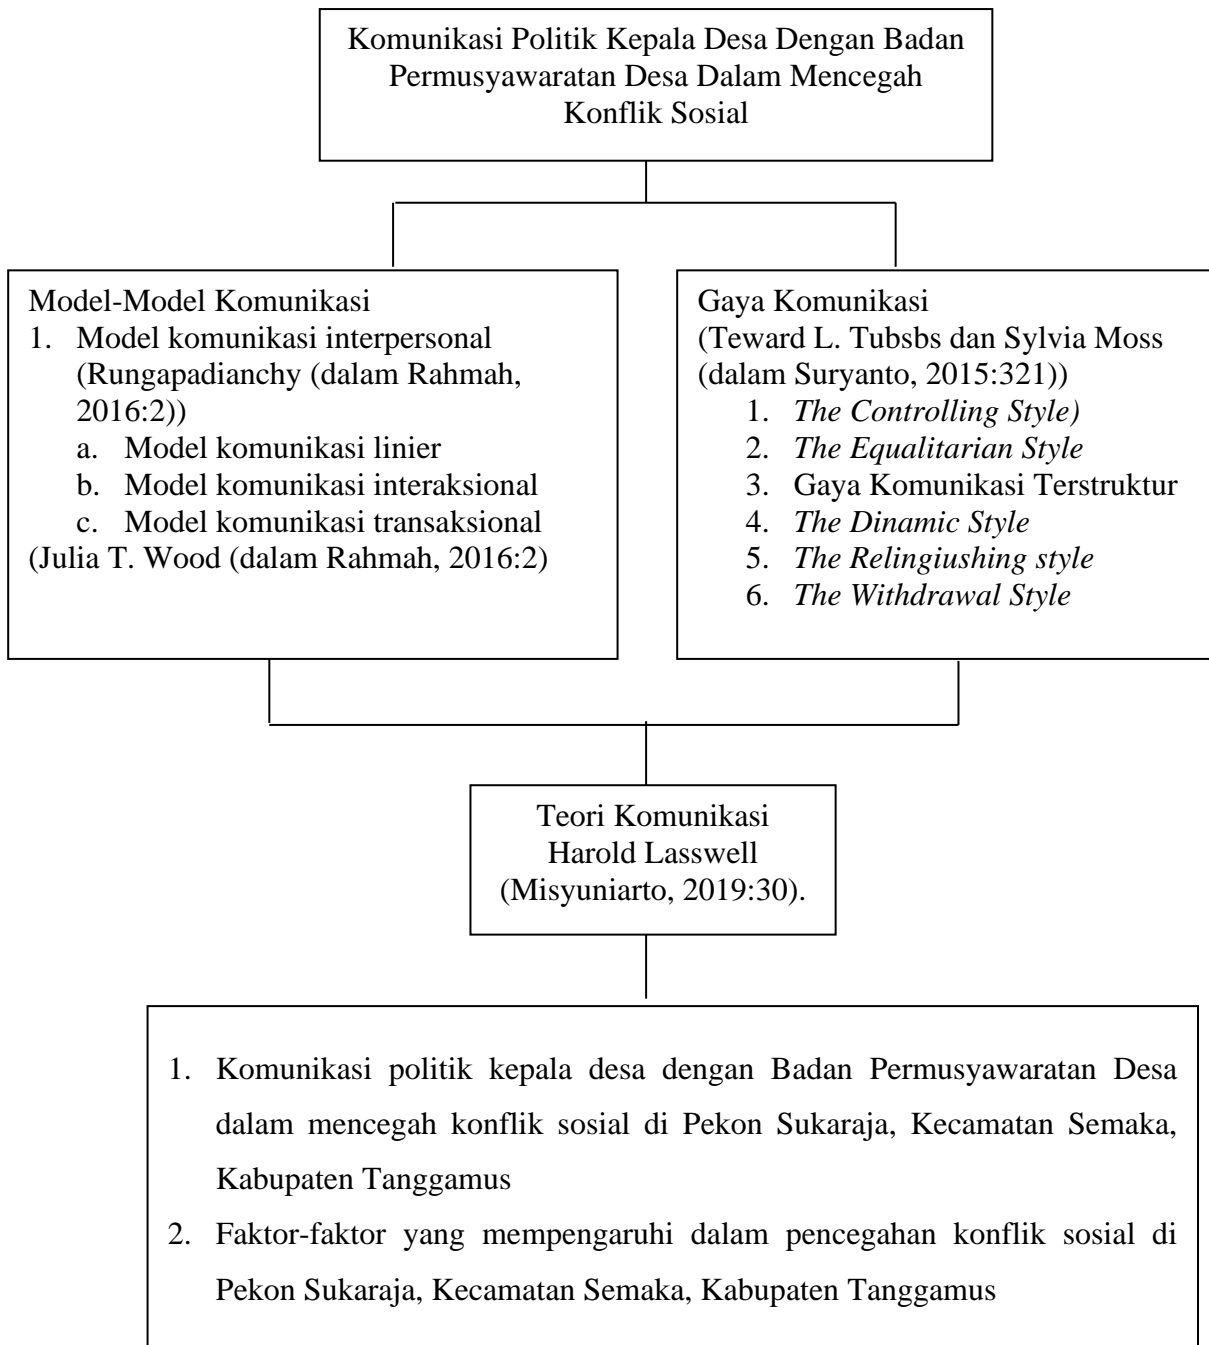 Komunikasi Politik Kepala Desa Dengan Badan
Permusyawaratan Desa Dalam Mencegah
Konflik Sosial
Model-Model Komunikasi
1. Model komunikasi interpersonal
(Rungapadianchy (dalam Rahmah,
2016:2))
a. Model komunikasi linier
b. Model komunikasi interaksional
c. Model komunikasi transaksional
(Julia T. Wood (dalam Rahmah, 2016:2)
Gaya Komunikasi
(Teward L. Tubsbs dan Sylvia Moss
(dalam Suryanto, 2015:321))
1. The Controlling Style)
2. The Equalitarian Style
3. Gaya Komunikasi Terstruktur
4. The Dinamic Style
5. The Relingiushing style
6. The Withdrawal Style
Teori Komunikasi
Harold Lasswell
(Misyuniarto, 2019:30).
1. Komunikasi politik kepala desa dengan Badan Permusyawaratan Desa
dalam mencegah konflik sosial di Pekon Sukaraja, Kecamatan Semaka,
Kabupaten Tanggamus
2. Faktor-faktor yang mempengaruhi dalam pencegahan konflik sosial di
Pekon Sukaraja, Kecamatan Semaka, Kabupaten Tanggamus